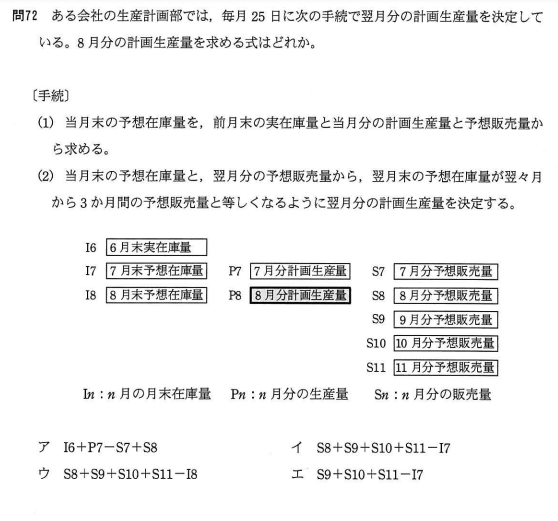 問72 ある会社の生産計画部では，毎月25日に次の手続で翌月分の計画生産量を決定して
いる。8月分の計画生産量を求める式はどれか。
〔手続〕
(1) 当月末の予想在庫量を，前月末の実在庫量と当月分の計画生産量と予想販売量か
ら求める。
(2) 当月末の予想在庫量と，翌月分の予想販売量から，翌月末の予想在庫量が翌々月
から3か月間の予想販売量と等しくなるように翌月分の計画生産量を決定する。
I6 6月末実在庫量
I7 7月末予想在庫量 P7 7月分計画生産量 S7 7月分予想販売量
I8 8月末予想在庫量 P8 8月分計画生産量 S8 8月分予想販売量
S9 9月分予想販売量
S10 10月分予想販売量
S11 11月分予想販売量
In：n月の月末在庫量 Pn：n月分の生産量 Sn：n月分の販売量
ア I6+P7−S7+S8 イ S8+S9+S10+S11−I7
ウ S8+S9+S10+S11−I8 エ S9+S10+S11−I7